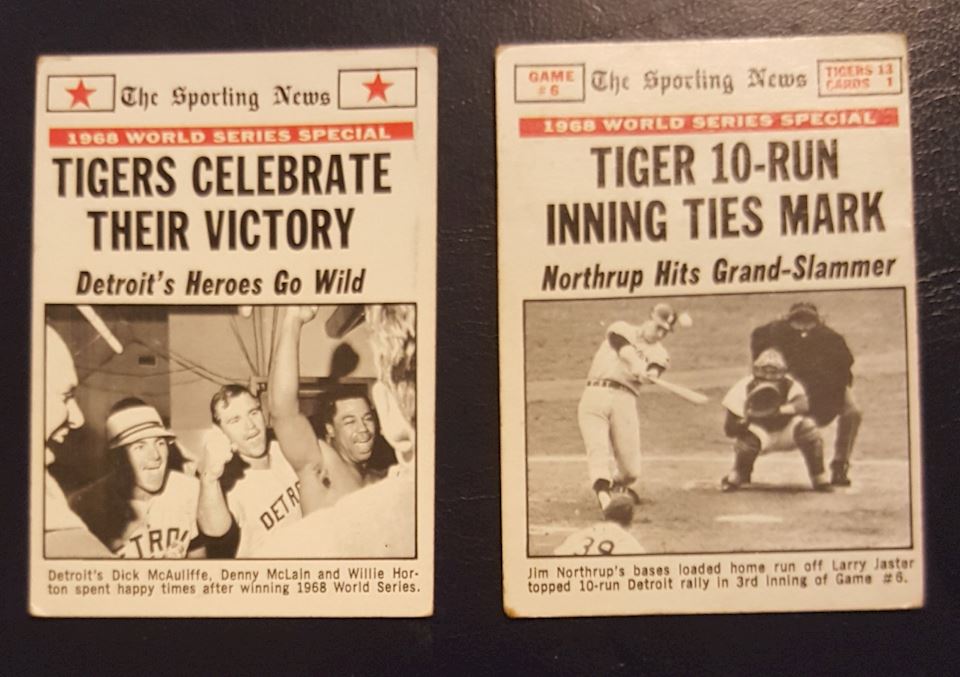 The Sporting News
1968 WORLD SERIES SPECIAL
TIGERS CELEBRATE
THEIR VICTORY
Detroit's Heroes Go Wild
DETR
TRO
Detroit's Dick McAuliffe, Denny McLain and Willie Hor-
ton spent happy times after winning 1968 World Series.
GAME
#6
The Sporting News
TIGERS 13
CARDS 1
1968 WORLD SERIES SPECIAL
TIGER 10-RUN
INNING TIES MARK
Northrup Hits Grand-Slammer
39
Jim Northrup's bases loaded home run off Larry Jaster
topped 10-run Detroit rally in 3rd inning of Game #6.